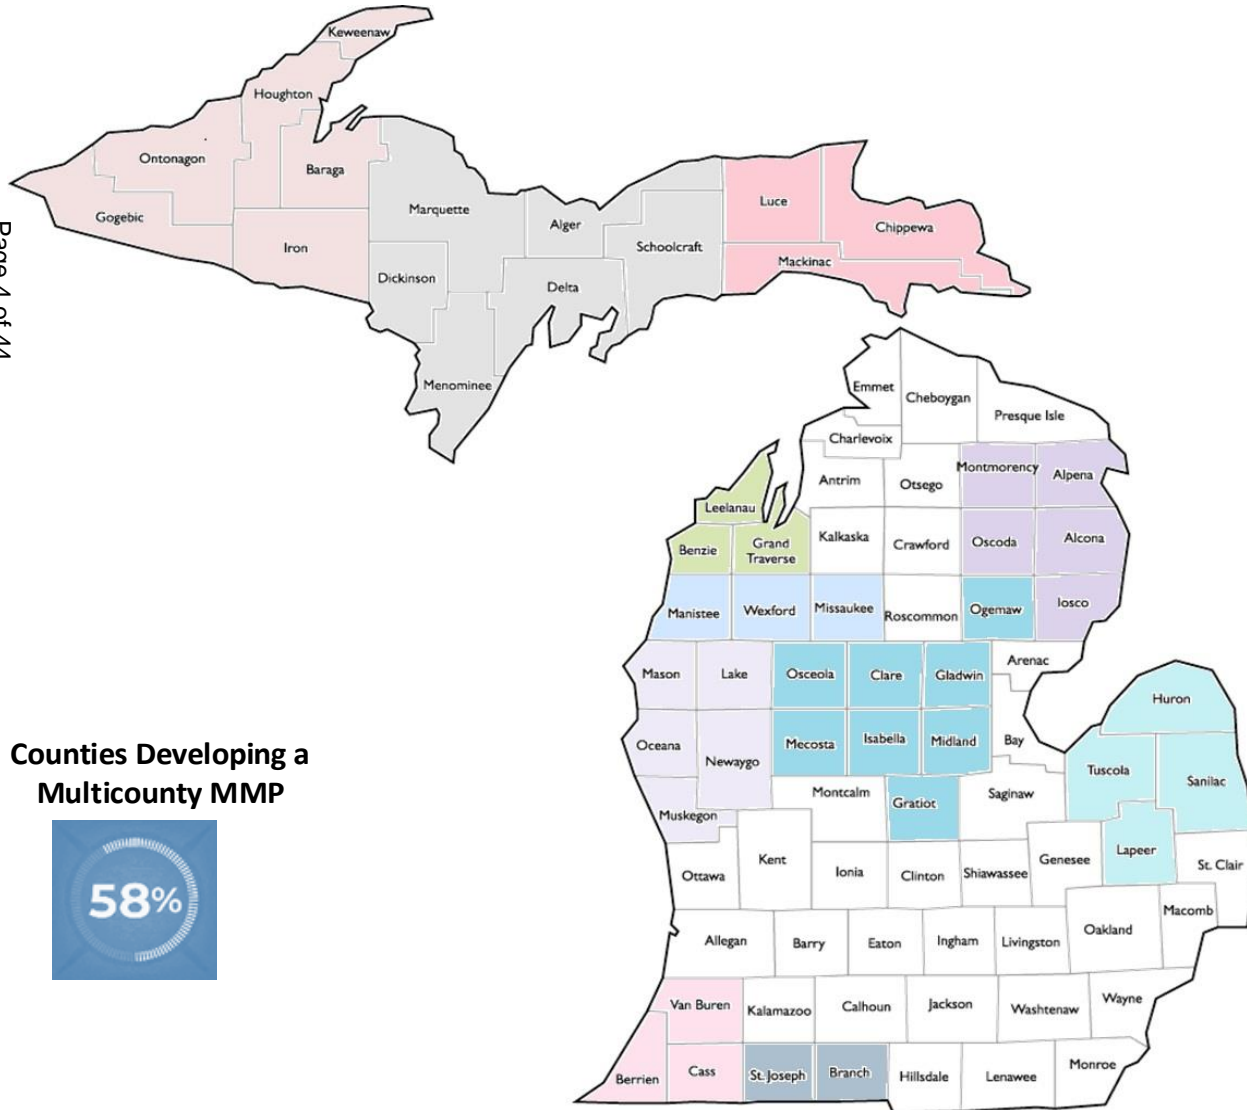 Keweenaw
Houghton
Ontonagon
Baraga
Gogebic
Iron
Marquette
Dickinson
Menominee
Alger
Delta
Schoolcraft
Luce
Chippewa
Mackinac
Page 4 of 44
Emmet
Cheboygan
Presque Isle
Charlevoix
Antrim
Otsego
Montmorency
Alpena
Leelanau
Benzie
Grand
Traverse
Kalkaska
Crawford
Oscoda
Alcona
Manistee
Wexford
Missaukee
Roscommon
Ogemaw
Iosco
Mason
Lake
Osceola
Clare
Gladwin
Arenac
Huron
Oceana
Newaygo
Mecosta
Isabella
Midland
Bay
Tuscola
Sanilac
Muskegon
Montcalm
Gratiot
Saginaw
Ottawa
Kent
Ionia
Clinton
Shiawassee
Genesee
Lapeer
St. Clair
Allegan
Barry
Eaton
Ingham
Livingston
Oakland
Macomb
Van Buren
Kalamazoo
Calhoun
Jackson
Washtenaw
Wayne
Berrien
Cass
St. Joseph
Branch
Hillsdale
Lenawee
Monroe
Counties Developing a
Multicounty MMP
58%